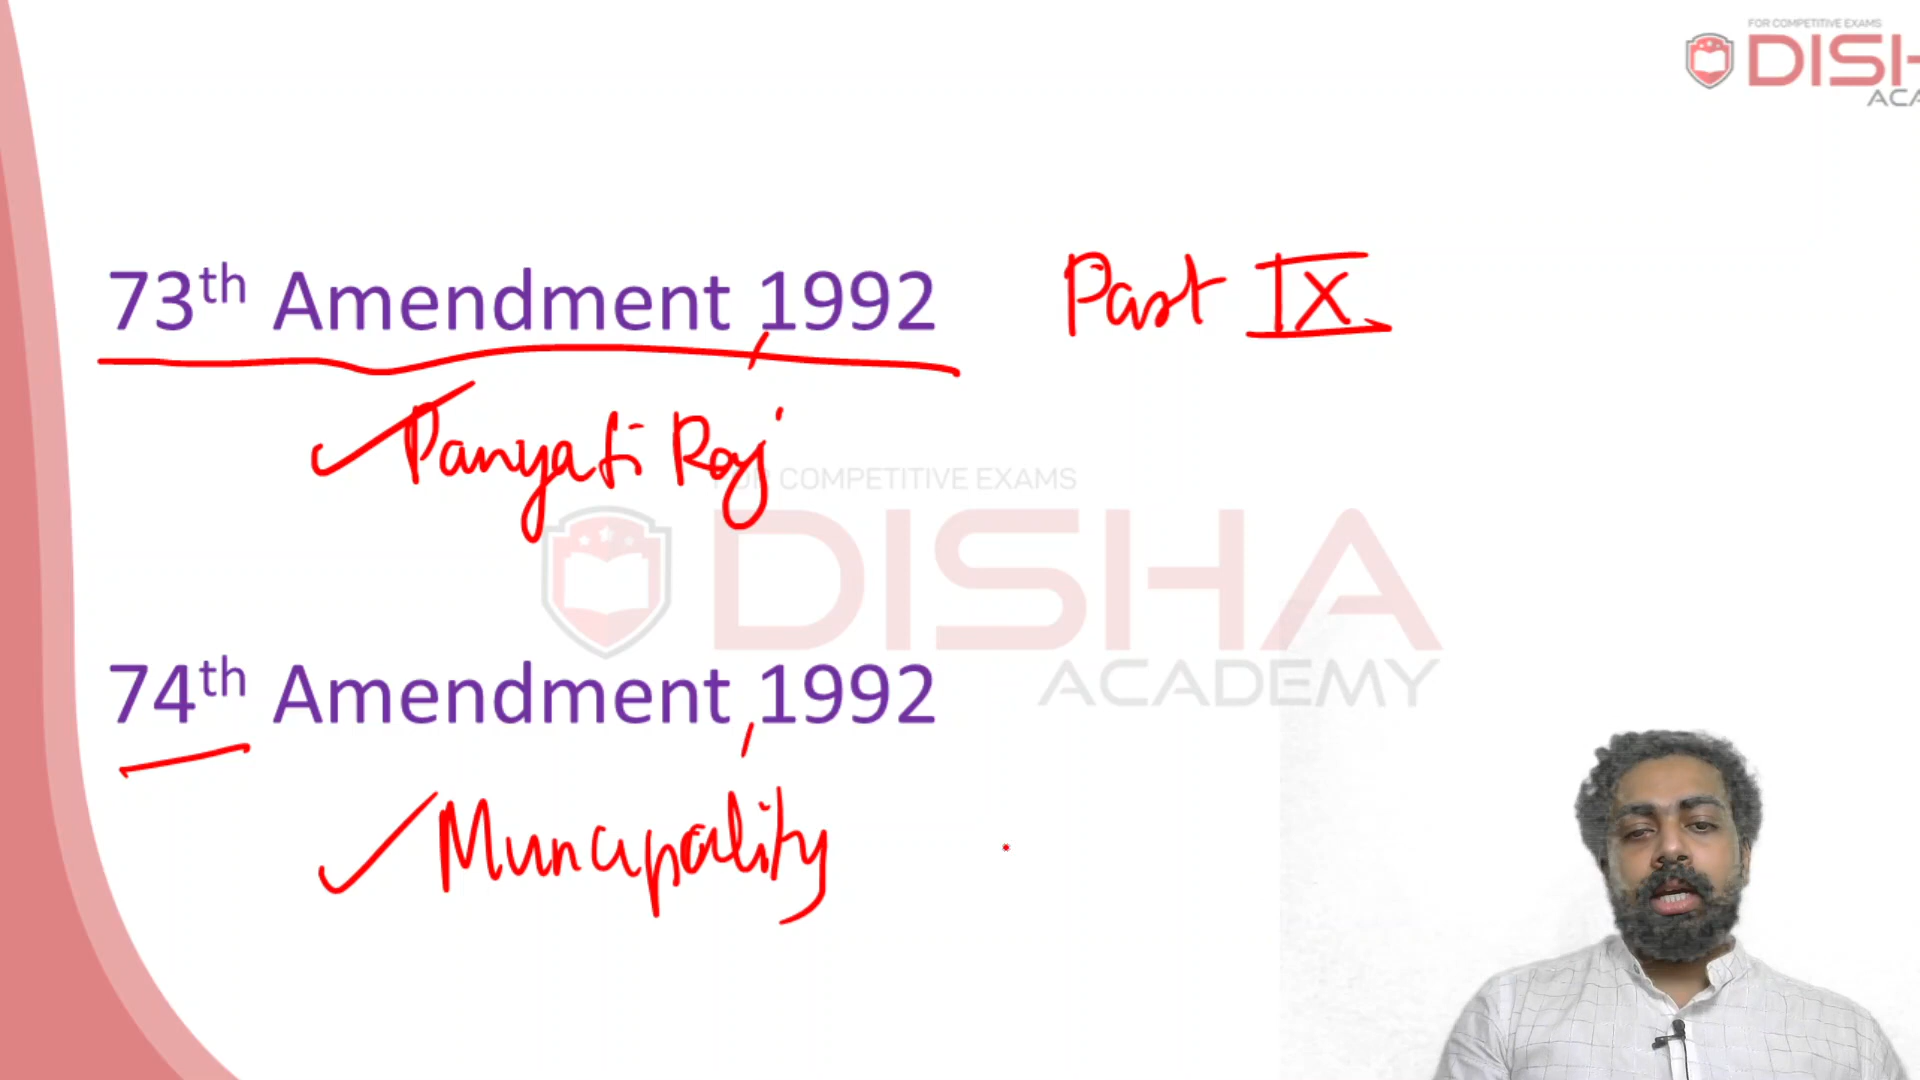 FOR COMPETITIVE EXAMS
DISH
ACA
73th Amendment 1992
Part IX
Panyati Raj
FOR COMPETITIVE EXAMS
DISHA
ACADEMY
74th Amendment 1992
Muncipality